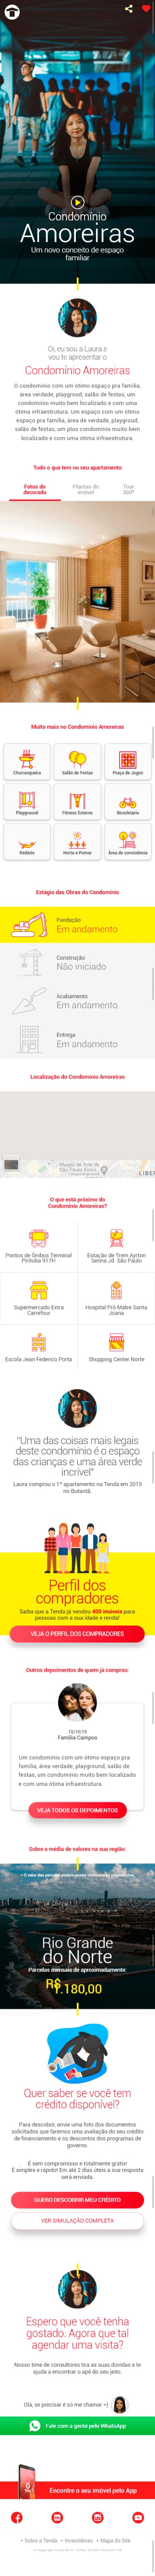 Condomínio
Amoreiras
Um novo conceito de espaço
familiar
Oi, eu sou a Laura e
vou te apresentar o
Condomínio Amoreiras
O condomínio com um ótimo espaço pra família,
área verde, playgroud, salão de festas, um
condomínio muito bem localizado e com uma
ótima infraestrutura. Um espaço com um ótimo
espaço pra família, área de verde, playgroud,
salão de festas, um plus condomínio muito bem
localizado e com uma ótima infraestrutura.
Tudo o que tem no seu apartamento
Fotos do
decorado
Plantas do
imóvel
Tour
360º
Muito mais no Condomínio Amoreiras
Churrasqueira
Salão de Festas
Praça de Jogos
Playground
Fitness Externo
Bicicletário
Redário
Horta e Pomar
Área de convivência
Estágio das Obras do Condomínio
Fundação
Em andamento
Construção
Não iniciado
Acabamento
Em andamento
Entrega
Em andamento
Localização do Condomínio Amoreiras
Museu de Arte de
São Paulo Assis
LIBER
O que está próximo do
Condomínio Amoreiras?
Pontos de Ônibus Terminal
Pirituba 917H
Estação de Trem Ayrton
Senna Jd. São Paulo
Supermercado Extra
Carrefour
Hospital Pró Matre Santa
Joana
Escola Jean Federico Porta
Shopping Center Norte
"Uma das coisas mais legais
deste condomínio é o espaço
das crianças e uma área verde
incrível"
Laura comprou o 1º apartamento na Tenda em 2013
no Butantã
Perfil dos
compradores
Saiba que a Tenda já vendeu 400 imóveis para
pessoas com a sua idade e renda!
VEJA O PERFIL DOS COMPRADORES
Outros depoimentos de quem já comprou:
10/10/18
Família Campos
Um condomínio com um ótimo espaço pra
família, área verde, playgroud, salão de
festas, um condomínio muito bem localizado
e com uma ótima infraestrutura.
VEJA TODOS OS DEPOIMENTOS
Sobre a média de valores na sua região:
Rio Grande
do Norte
Parcelas mensais de aproximadamente:
R$
1.180,00
Quer saber se você tem
crédito disponível?
Para descobrir, envie uma foto dos documentos
solicitados que faremos uma avaliação do seu crédito
de financiamento e os descontos dos programas de
governo.
É sem compromisso e totalmente grátis!
É simples e rápido! Em até 2 dias úteis a sua resposta
será enviada.
QUERO DESCOBRIR MEU CRÉDITO
VER SIMULAÇÃO COMPLETA
Espero que você tenha
gostado. Agora que tal
agendar uma visita?
Nosso time de consultores tira as suas dúvidas e te
ajuda a encontrar o apê do seu jeito.
Olá, se precisar é só me chamar =)
Fale com a gente pelo WhatsApp
Encontre o seu imóvel pelo App
• Sobre a Tenda • Investidores • Mapa do Site